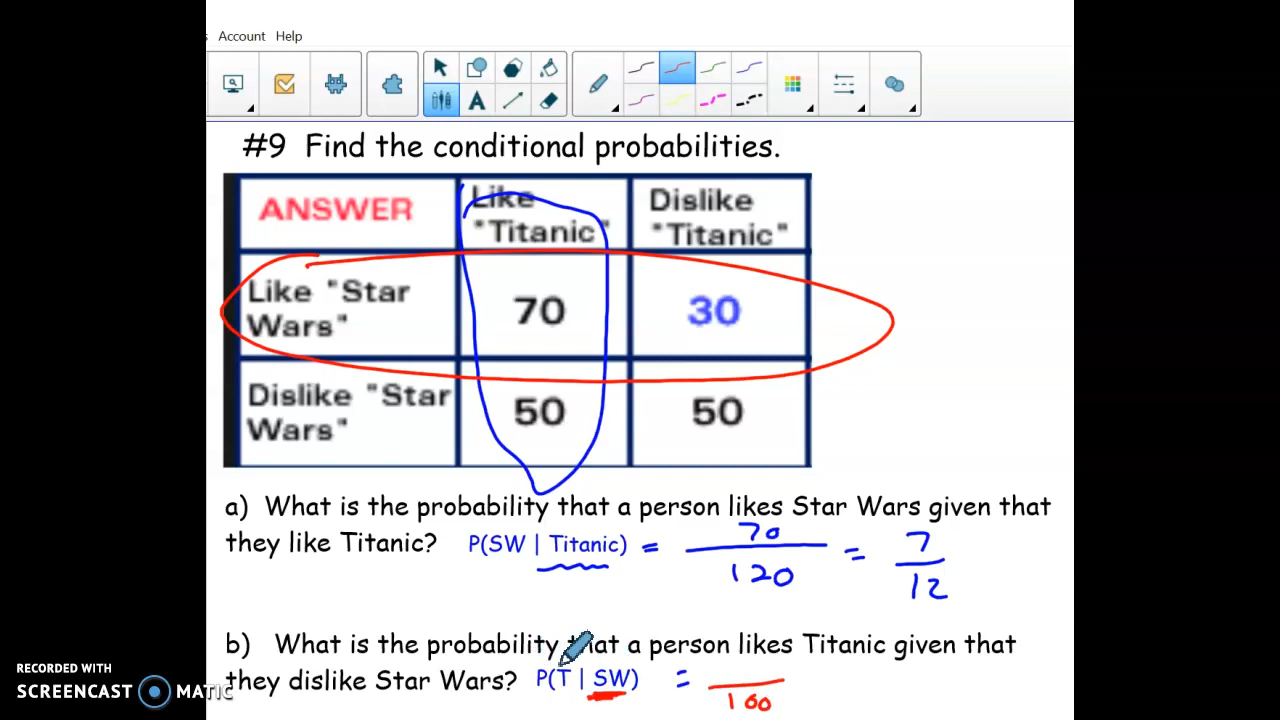 Account Help
#9 Find the conditional probabilities.
ANSWER Like "Titanic" Dislike "Titanic"
Like "Star Wars" 70 30
Dislike "Star Wars" 50 50
a) What is the probability that a person likes Star Wars given that
they like Titanic? P(SW | Titanic) = 70/120 = 7/12
b) What is the probability that a person likes Titanic given that
they dislike Star Wars? P(T | SW) = /100
RECORDED WITH
SCREENCAST MATIC